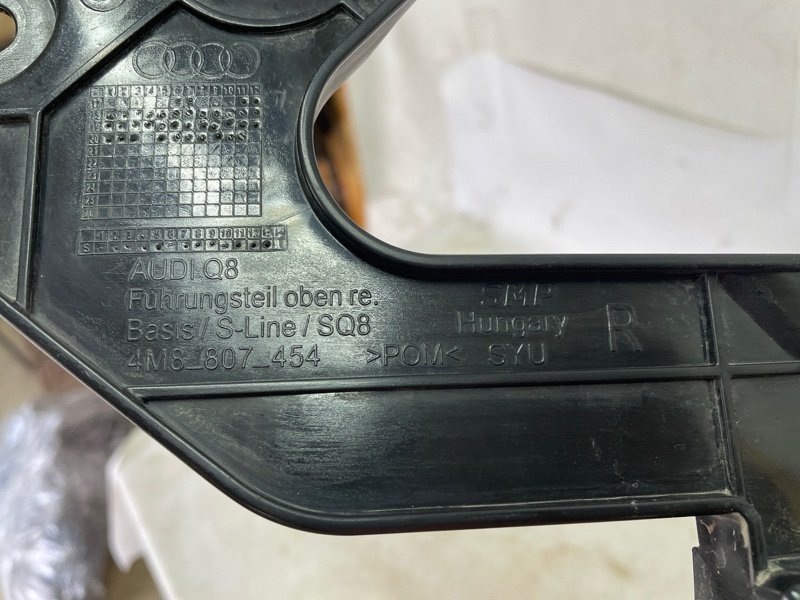 AUDI Q8
Führungsteil oben re.
Basis / S-Line / SQ8
4M8_807_454 >POM<
SMP
Hungary
SYU
R